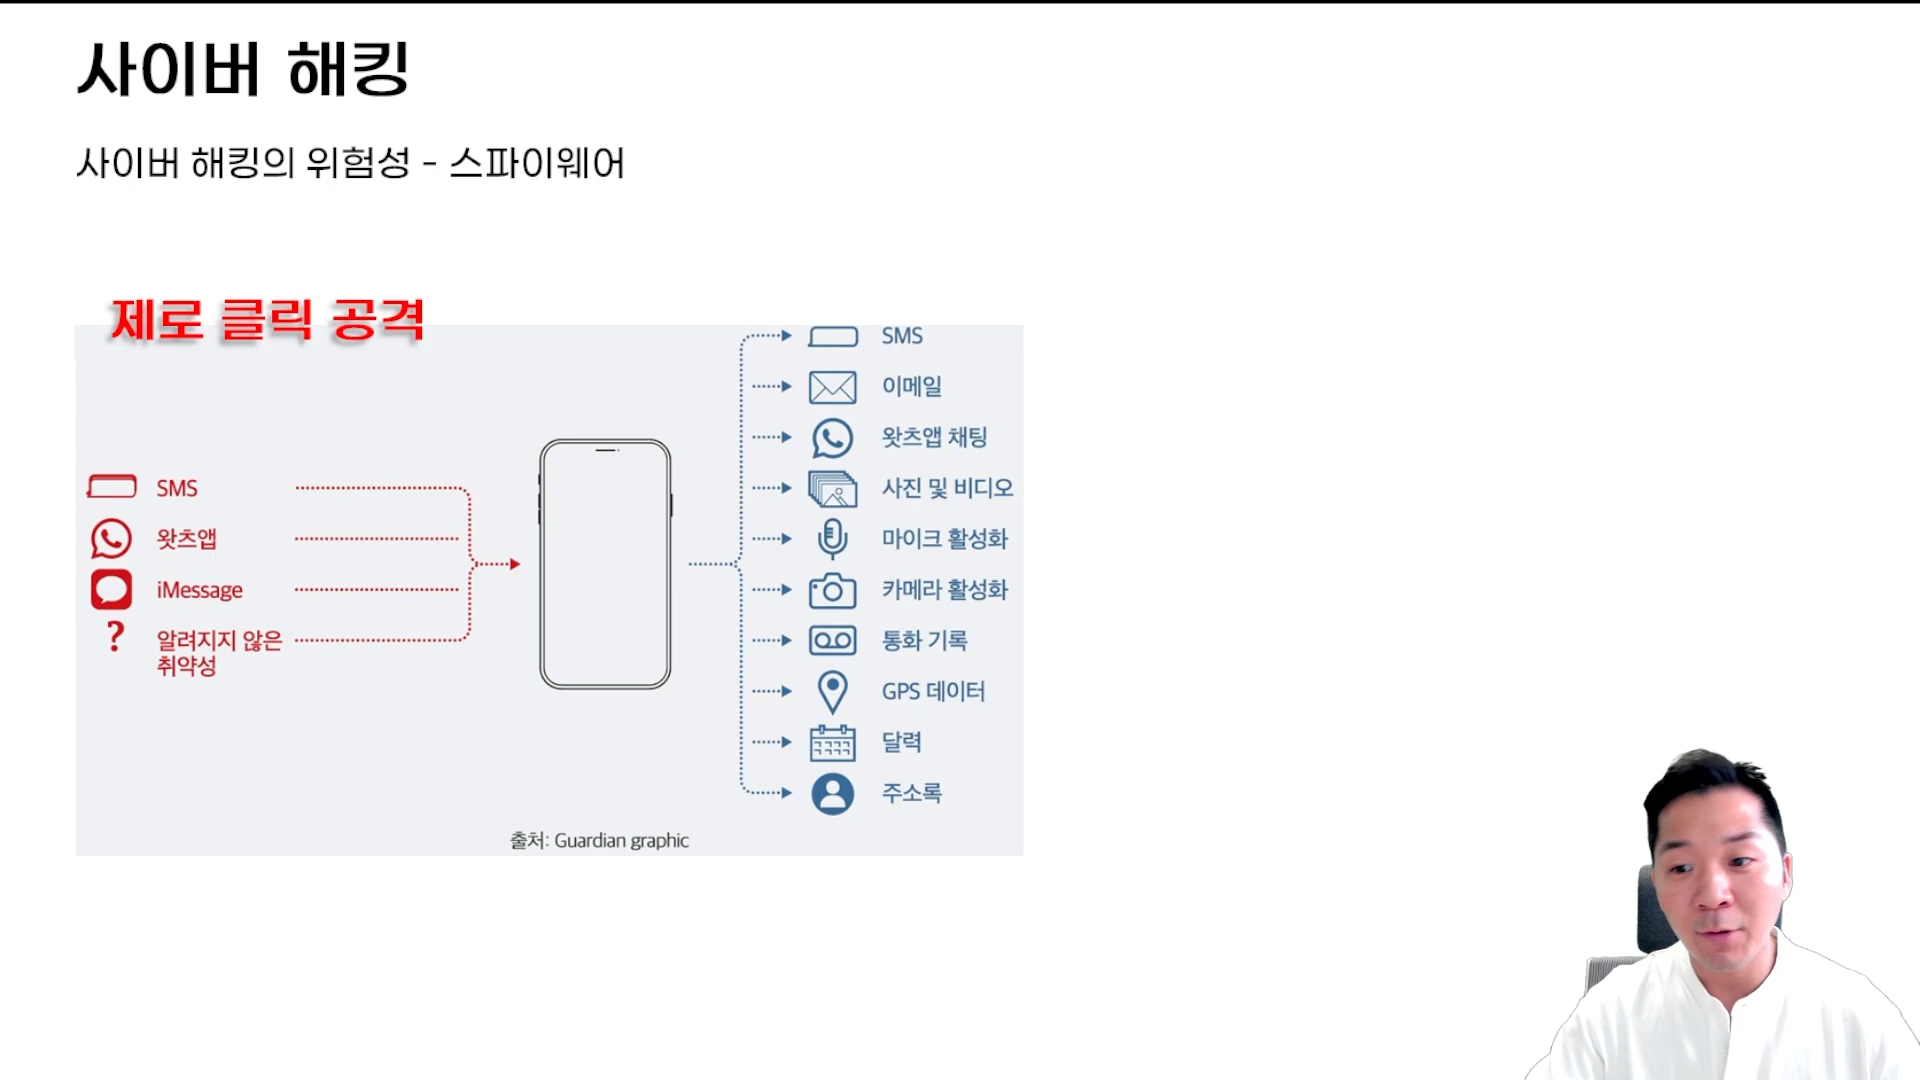 사이버 해킹
사이버 해킹의 위험성 - 스파이웨어
제로 클릭 공격
SMS
왓츠앱
iMessage
?
알려지지 않은
취약성
SMS
이메일
왓츠앱 채팅
사진 및 비디오
마이크 활성화
카메라 활성화
통화 기록
GPS 데이터
달력
주소록
출처: Guardian graphic